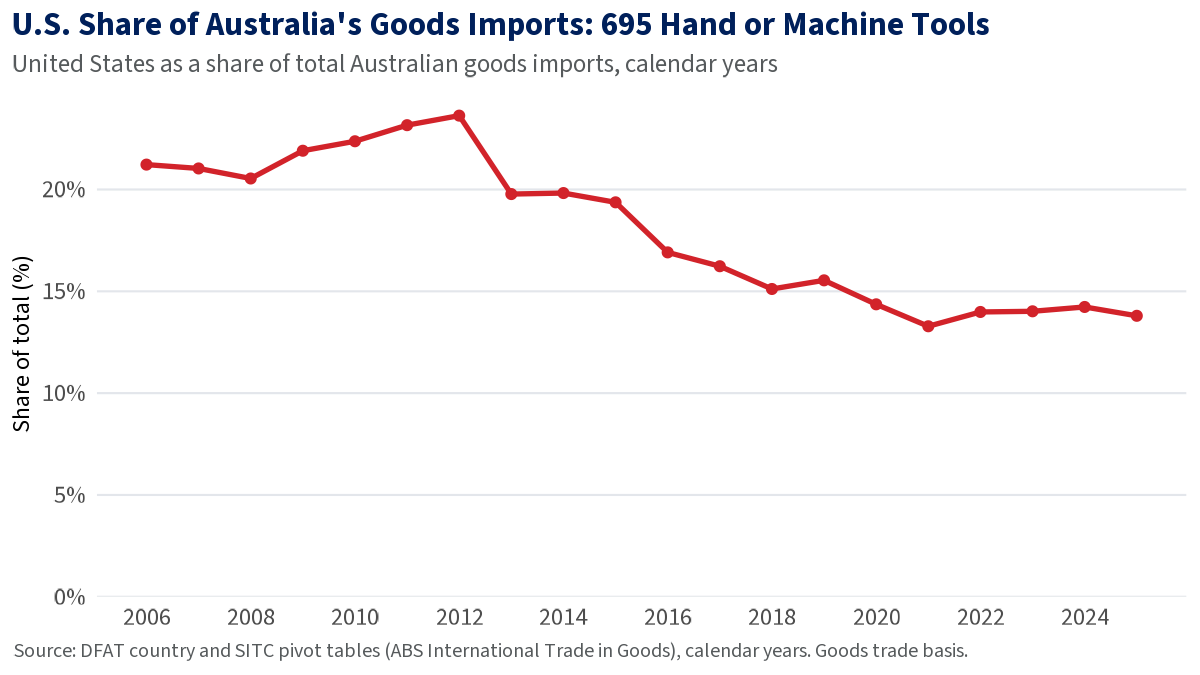 U.S. Share of Australia's Goods Imports: 695 Hand or Machine Tools
United States as a share of total Australian goods imports, calendar years
Share of total (%)
20%
15%
10%
5%
0%
2006 2008 2010 2012 2014 2016 2018 2020 2022 2024
Source: DFAT country and SITC pivot tables (ABS International Trade in Goods), calendar years. Goods trade basis.